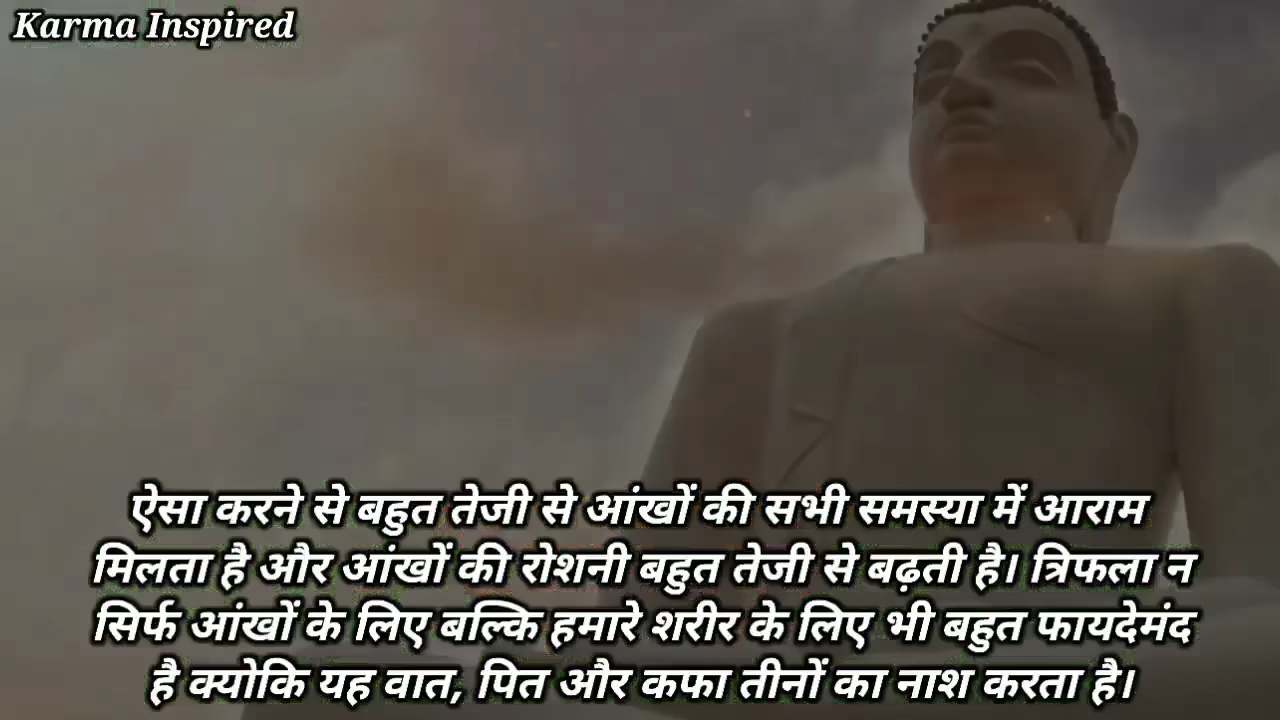 Karma Inspired
ऐसा करने से बहुत तेजी से आंखों की सभी समस्या में आराम
मिलता है और आंखों की रोशनी बहुत तेजी से बढ़ती है। त्रिफला न
सिर्फ आंखों के लिए बल्कि हमारे शरीर के लिए भी बहुत फायदेमंद
है क्योकि यह वात, पित और कफा तीनों का नाश करता है।